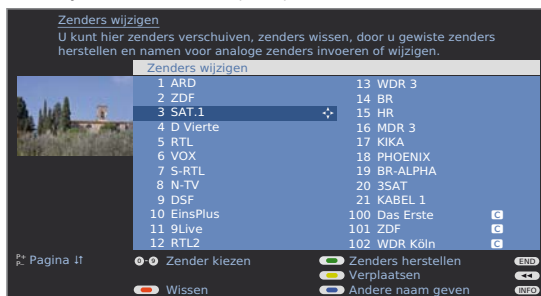 Zenders wijzigen
U kunt hier zenders verschuiven, zenders wissen, door u gewiste zenders
herstellen en namen voor analoge zenders invoeren of wijzigen.
Zenders wijzigen
1 ARD
2 ZDF
3 SAT.1
4 D Vierte
5 RTL
6 VOX
7 S-RTL
8 N-TV
9 DSF
10 EinsPlus
11 9Live
12 RTL2
13 WDR 3
14 BR
15 HR
16 MDR 3
17 KIKA
18 PHOENIX
19 BR-ALPHA
20 3SAT
21 KABEL 1
100 Das Erste C
101 ZDF C
102 WDR Köln C
P+
P- Pagina
0-9 Zender kiezen
Zenders herstellen END
Verplaatsen
Wissen
Andere naam geven INFO